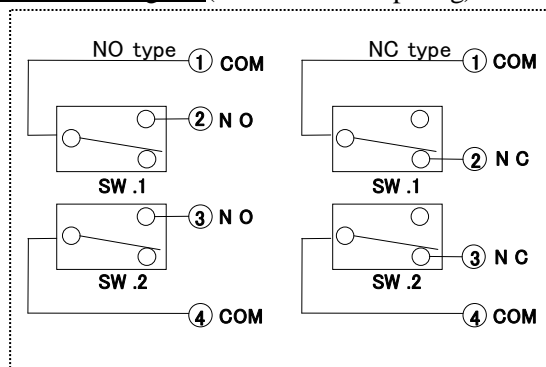 NO type
① COM
② N O
SW .1
③ N O
SW .2
④ COM
NC type
① COM
② N C
SW .1
③ N C
SW .2
④ COM